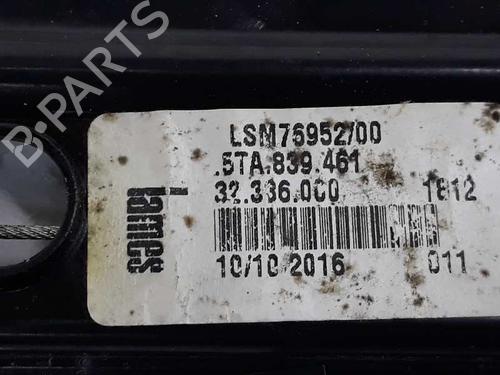 LSM76952/00
.5TA.839.461
32.336.000 1812
10/10/2016 011
lames
B-PARTS